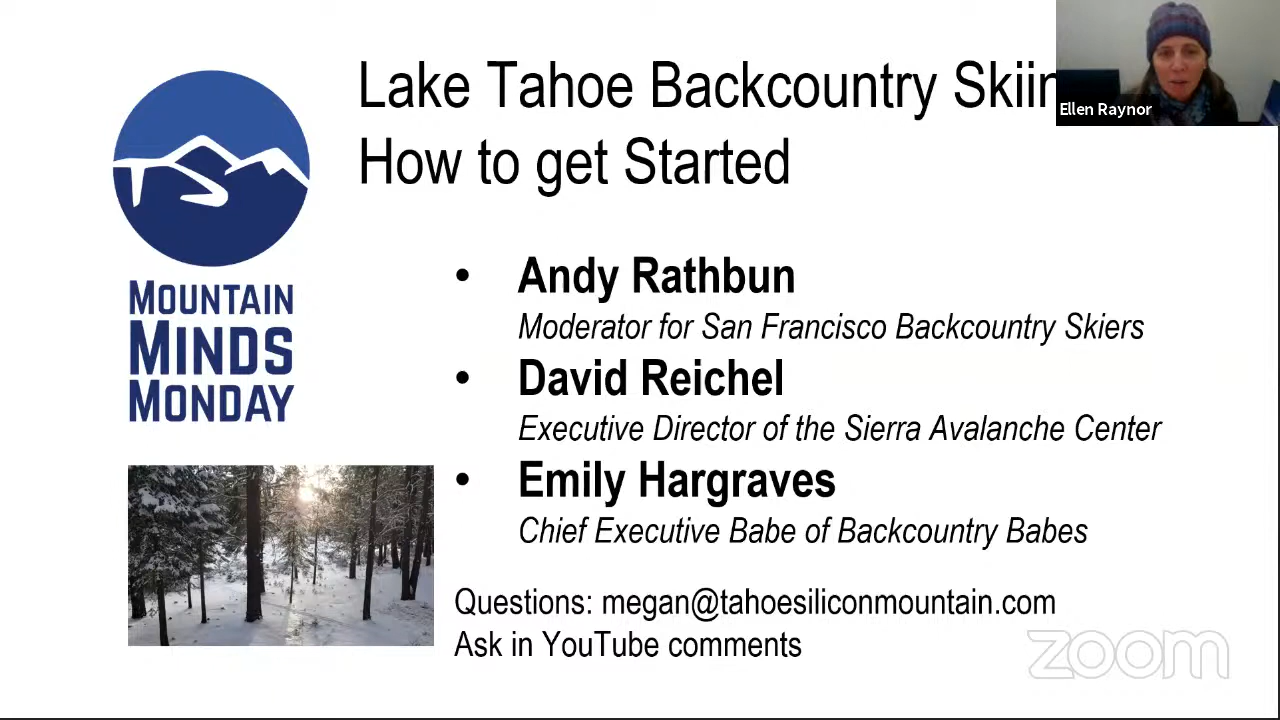 Lake Tahoe Backcountry Skiin
How to get Started
Ellen Raynor
TS
MOUNTAIN
MINDS
MONDAY
• Andy Rathbun
Moderator for San Francisco Backcountry Skiers
• David Reichel
Executive Director of the Sierra Avalanche Center
• Emily Hargraves
Chief Executive Babe of Backcountry Babes
Questions: megan@tahoesiliconmountain.com
Ask in YouTube comments
zoom